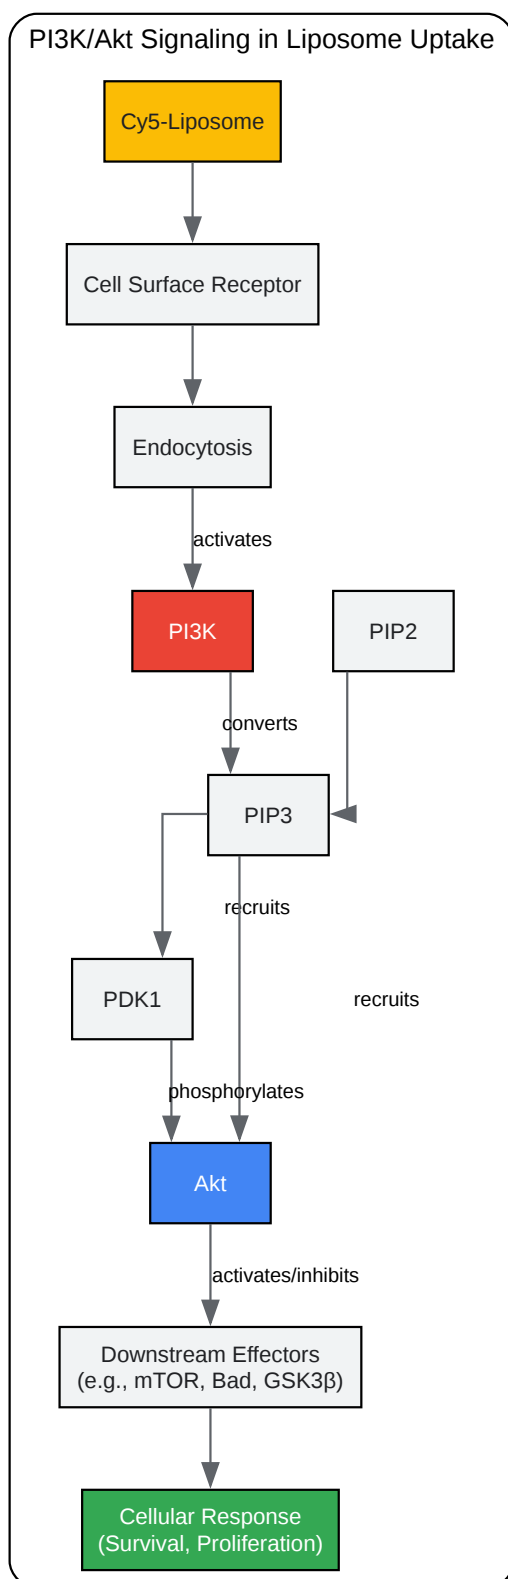 PI3K/Akt Signaling in Liposome Uptake
Cy5-Liposome
Cell Surface Receptor
Endocytosis
activates
PI3K
PIP2
converts
PIP3
recruits
PDK1
recruits
phosphorylates
Akt
activates/inhibits
Downstream Effectors
(e.g., mTOR, Bad, GSK3β)
Cellular Response
(Survival, Proliferation)